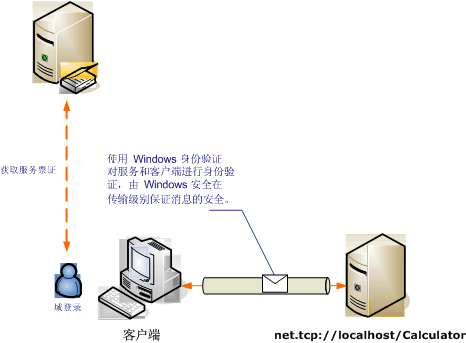 使用 Windows 身份验证
对服务和客户端进行身份验
证，由 Windows 安全在
传输级别保证消息的安全。
获取服务票证
域登录
客户端
net.tcp://localhost/Calculator